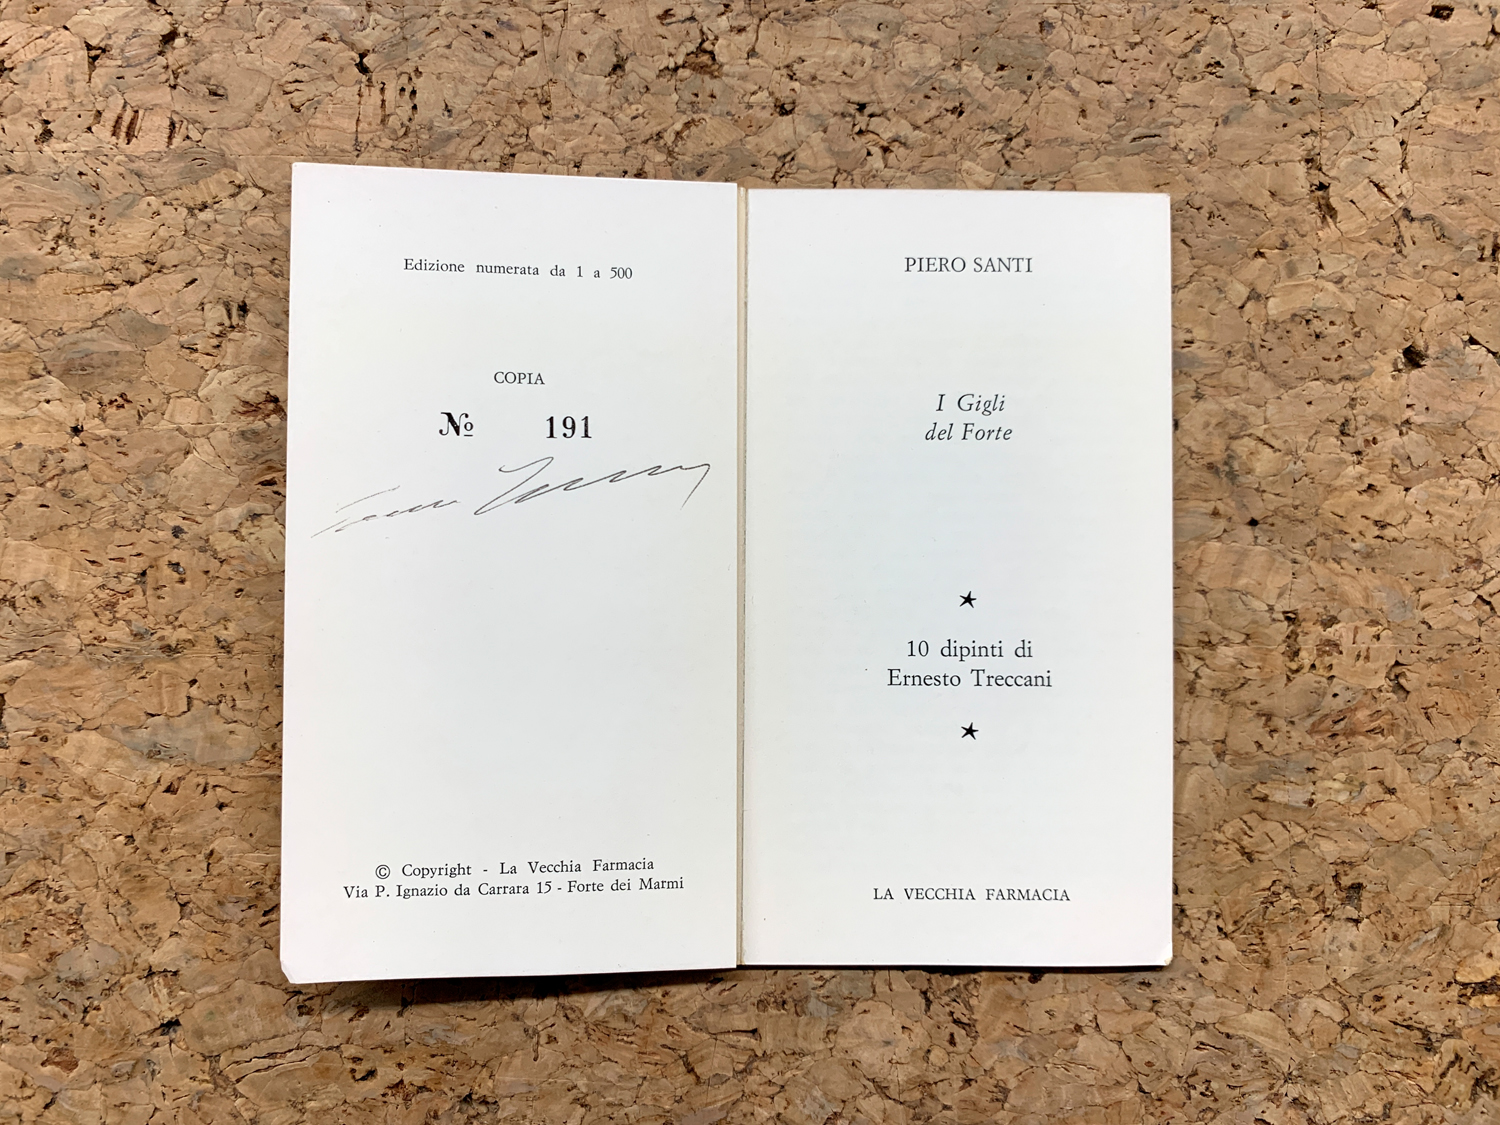 Edizione numerata da 1 a 500
COPIA
№ 191
© Copyright - La Vecchia Farmacia
Via P. Ignazio da Carrara 15 - Forte dei Marmi
PIERO SANTI
I Gigli
del Forte
10 dipinti di
Ernesto Treccani
LA VECCHIA FARMACIA